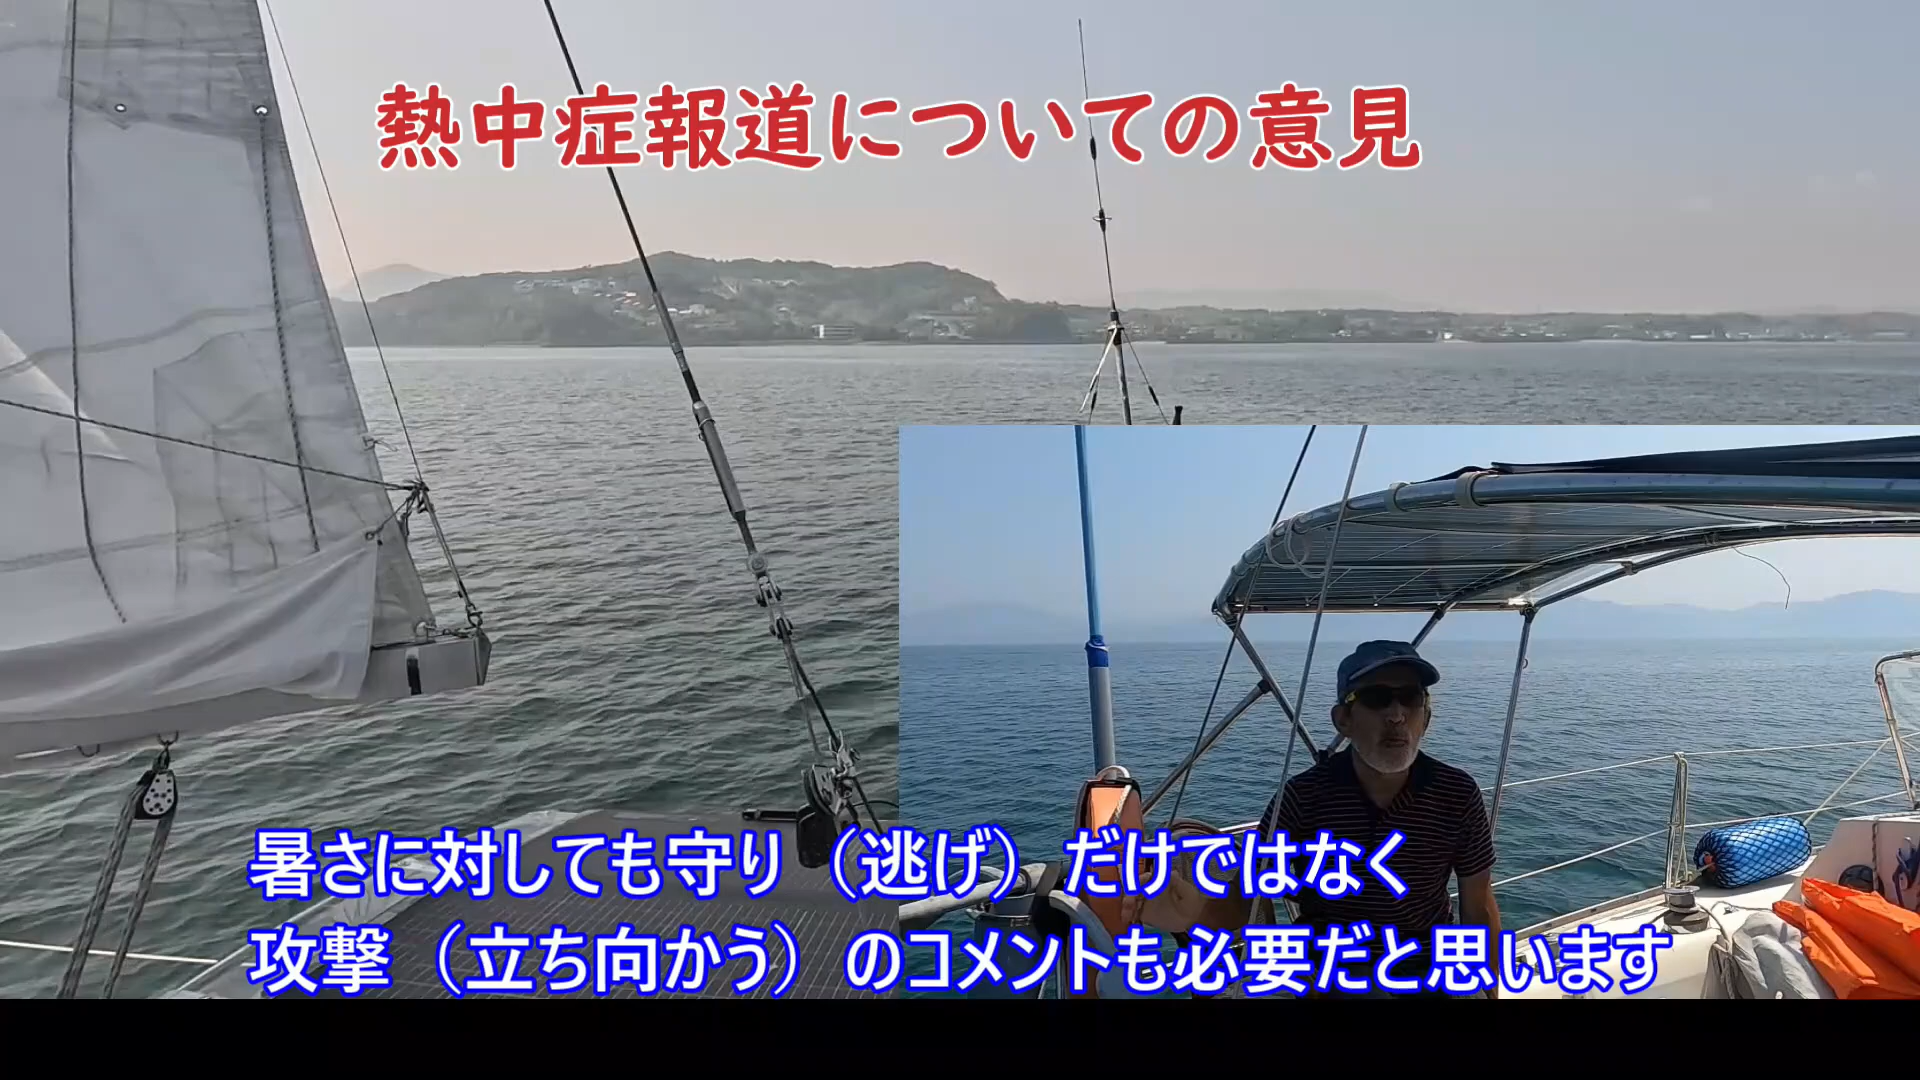 熱中症報道についての意見
暑さに対しても守り（逃げ）だけではなく
攻撃（立ち向かう）のコメントも必要だと思います